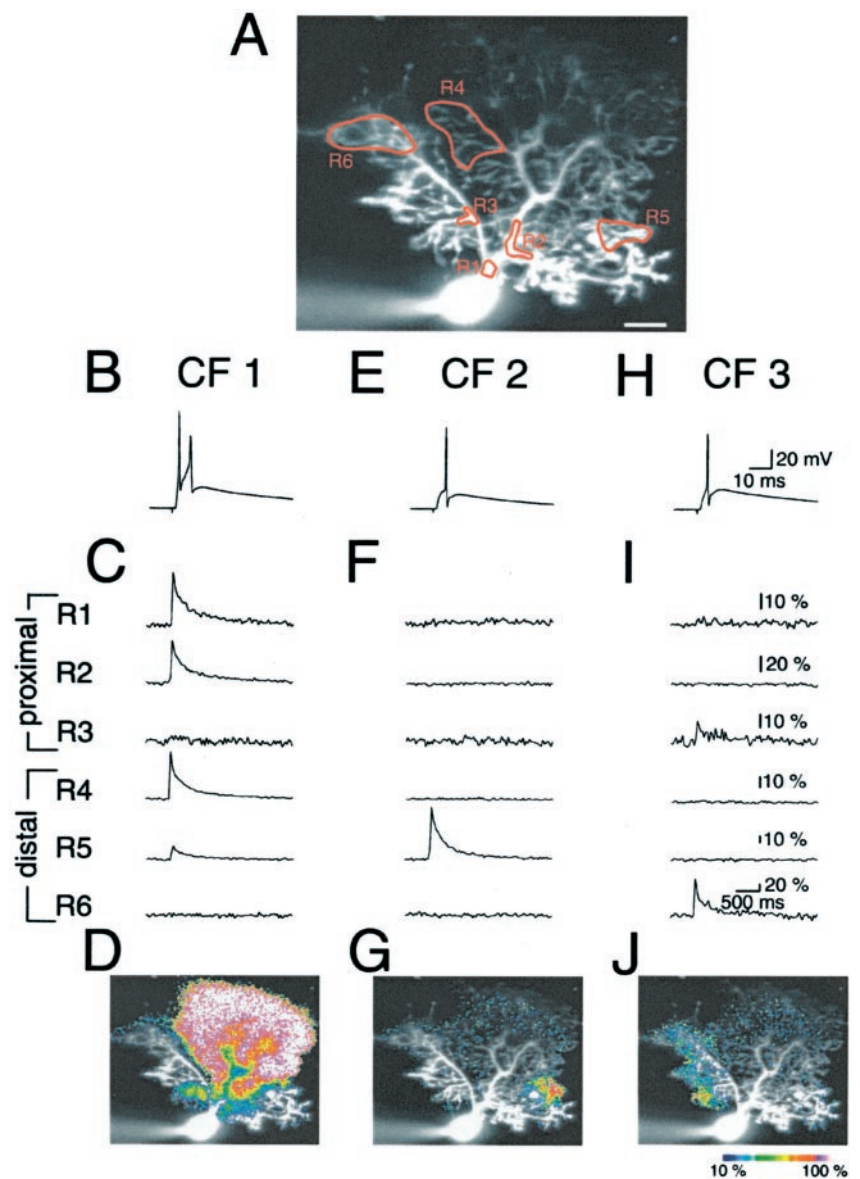 A
R4
R6
R3
R5
R2
R1
B CF 1 E CF 2 H CF 3
20 mV
10 ms
C F I
proximal
R1 10 %
R2 20 %
R3 10 %
distal
R4 10 %
R5 10 %
R6 20 %
500 ms
D G J
10 % 100 %